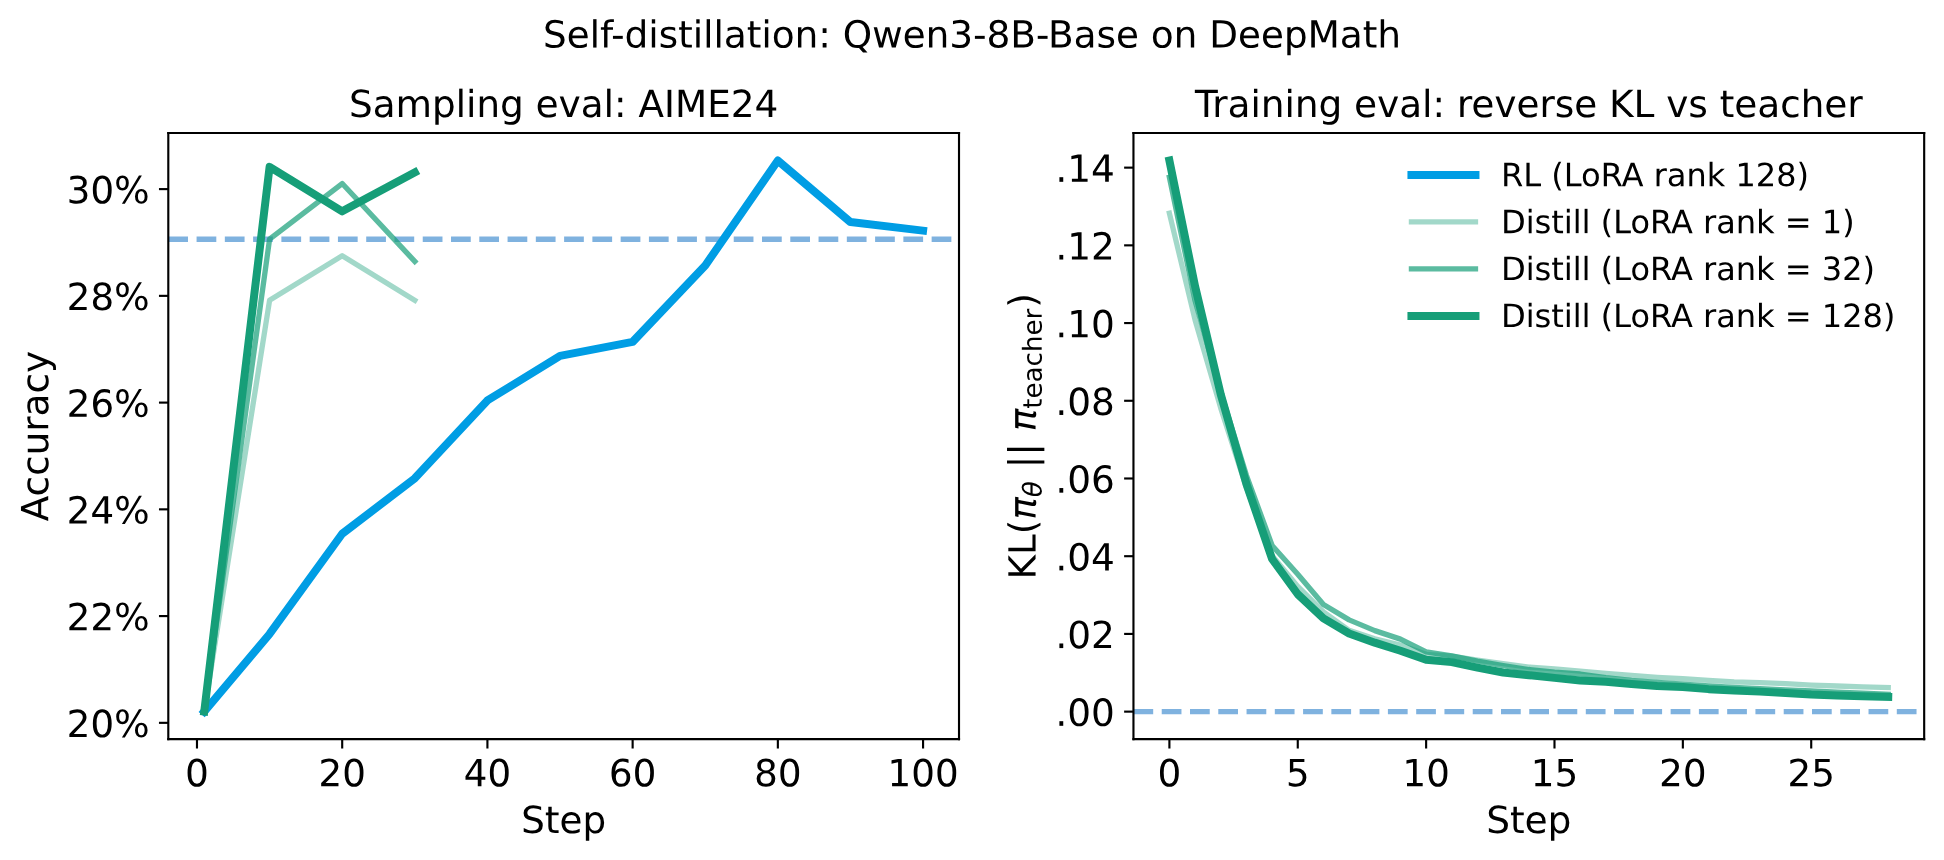 Self-distillation: Qwen3-8B-Base on DeepMath
Sampling eval: AIME24
Accuracy
30%
28%
26%
24%
22%
20%
0 20 40 60 80 100
Step
Training eval: reverse KL vs teacher
KL(π_θ || π_teacher)
.14
.12
.10
.08
.06
.04
.02
.00
RL (LoRA rank 128)
Distill (LoRA rank = 1)
Distill (LoRA rank = 32)
Distill (LoRA rank = 128)
0 5 10 15 20 25
Step